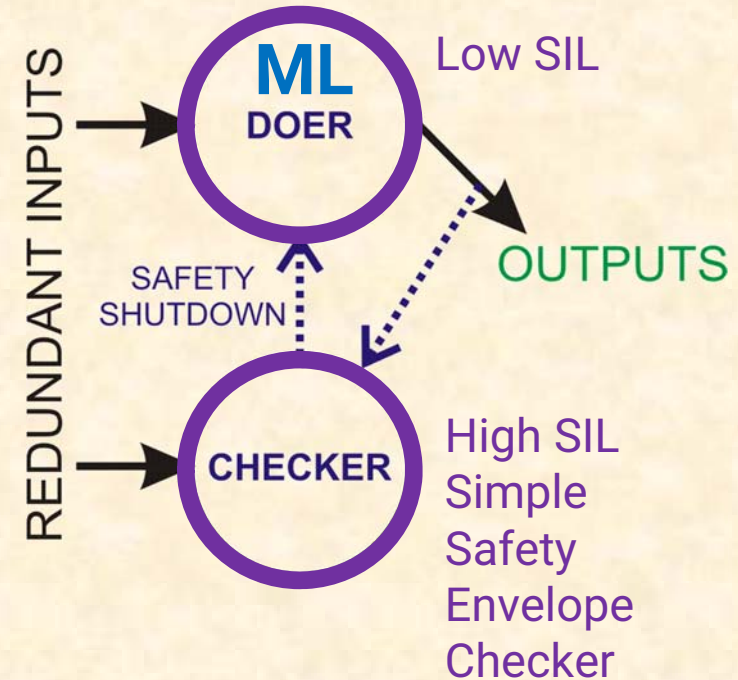 REDUNDANT INPUTS
ML
DOER
Low SIL
OUTPUTS
SAFETY
SHUTDOWN
CHECKER
High SIL
Simple
Safety
Envelope
Checker